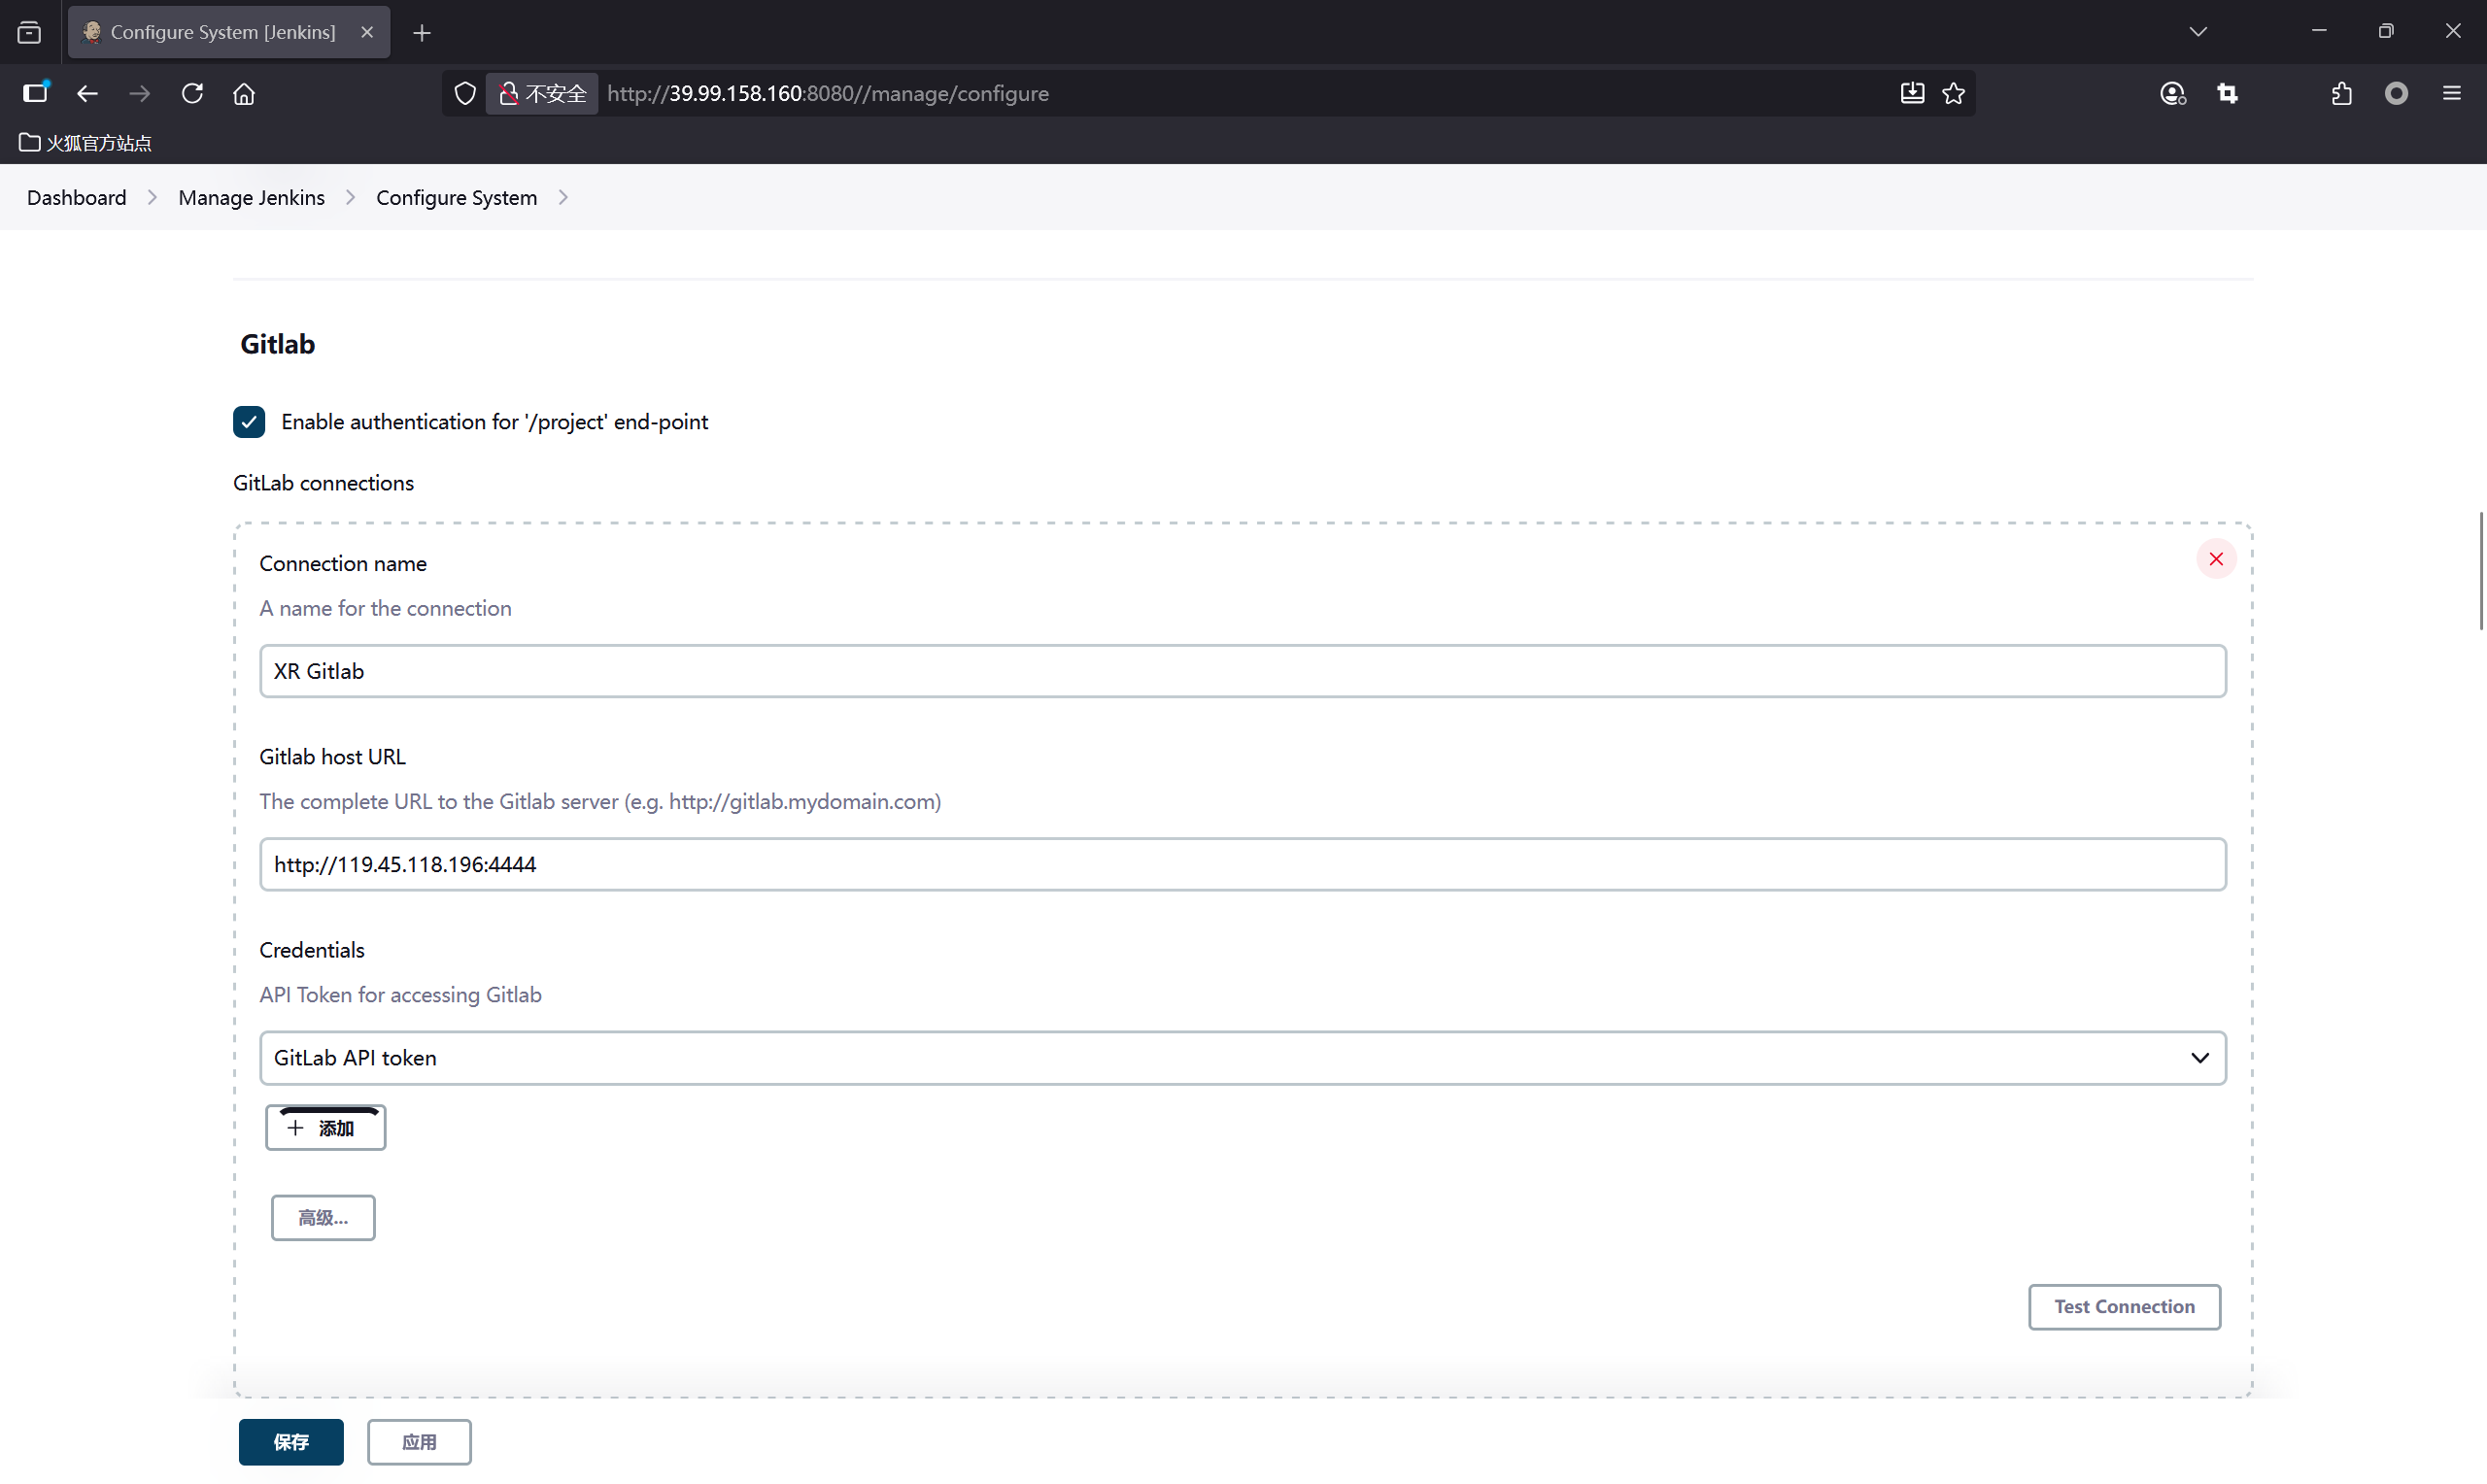 Configure System [Jenkins]
不安全 http://39.99.158.160:8080//manage/configure
火狐官方站点
Dashboard Manage Jenkins Configure System
Gitlab
Enable authentication for '/project' end-point
GitLab connections
Connection name
A name for the connection
XR Gitlab
Gitlab host URL
The complete URL to the Gitlab server (e.g. http://gitlab.mydomain.com)
http://119.45.118.196:4444
Credentials
API Token for accessing Gitlab
GitLab API token
添加
高级...
Test Connection
保存 应用